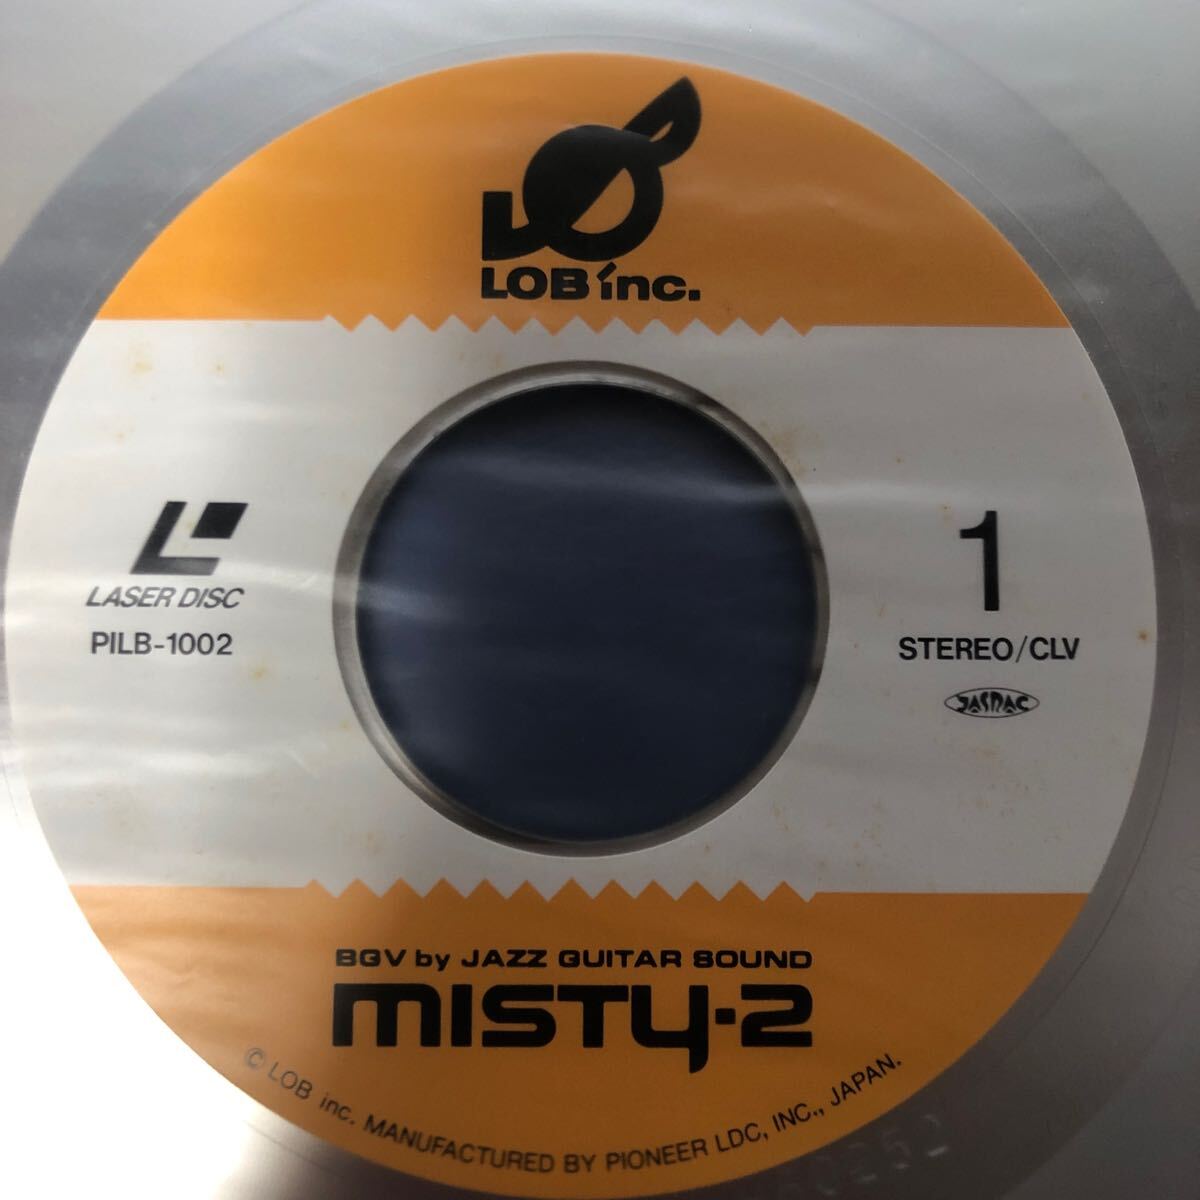 LOB inc.
LASER DISC
PILB-1002
1
STEREO/CLV
JASRAC
BGV by JAZZ GUITAR SOUND
MISTY-2
© LOB inc. MANUFACTURED BY PIONEER LDC, INC., JAPAN.